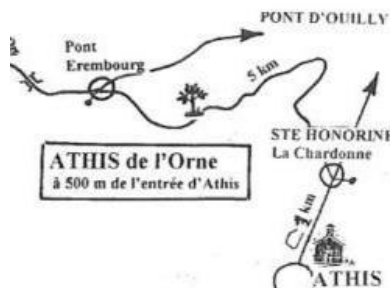 PONT D'OUILLY
Pont
Erembourg
5 km
STE HONORINE
La Chardonne
ATHIS de l'Orne
à 500 m de l'entrée d'Athis
km
ATHIS